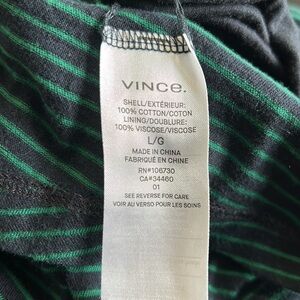 VINCE.
SHELL/EXTÉRIEUR:
100% COTTON/COTON
LINING/DOUBLURE:
100% VISCOSE/VISCOSE
L/G
MADE IN CHINA
FABRIQUÉ EN CHINE
RN#106730
CA#34460
01
SEE REVERSE FOR CARE
VOIR AU VERSO POUR LES SOINS